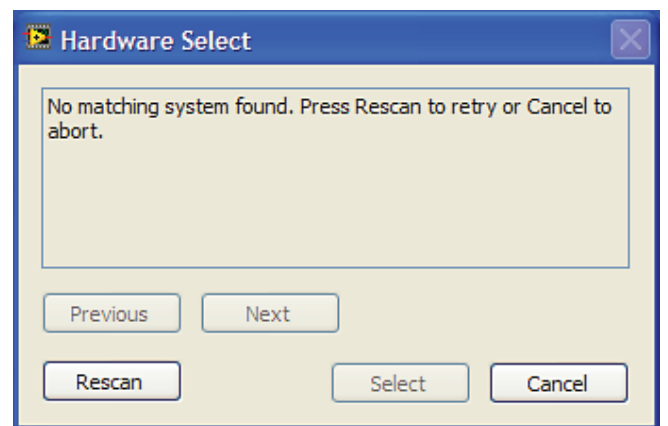 Hardware Select
No matching system found. Press Rescan to retry or Cancel to
abort.
Previous
Next
Rescan
Select
Cancel